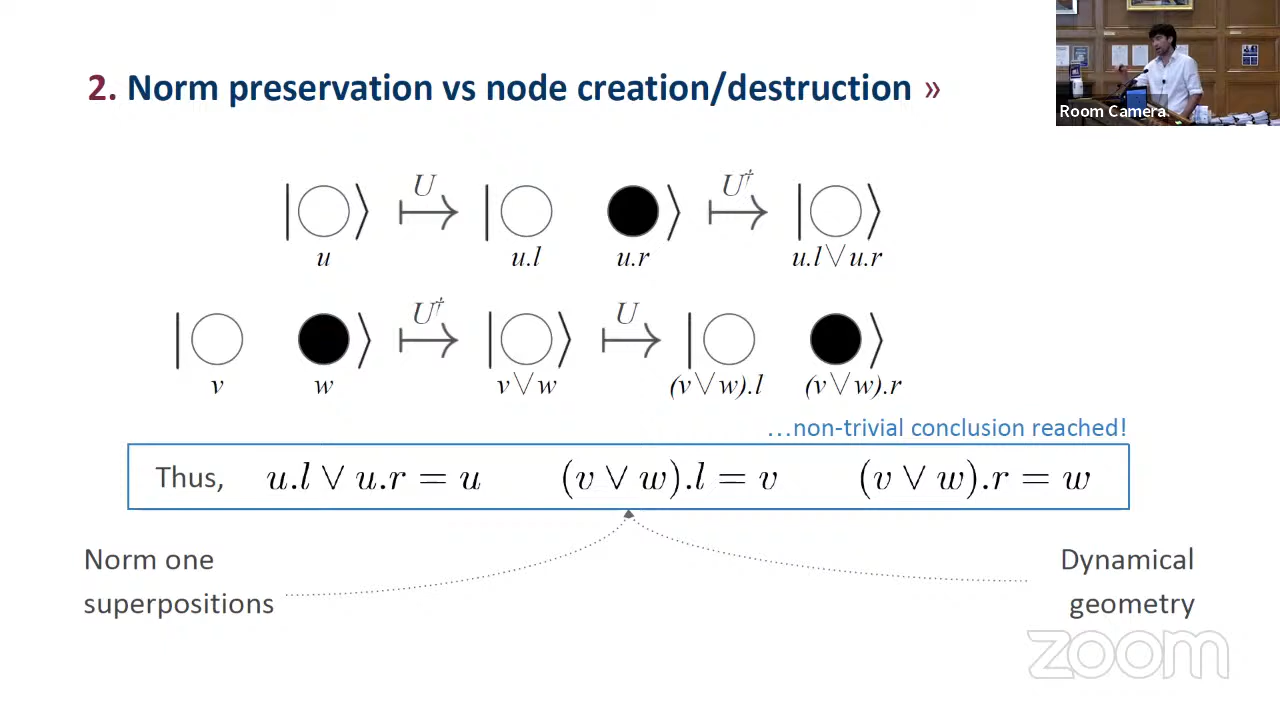 2. Norm preservation vs node creation/destruction »
Room Camera
| ⟩ U ↦ | ⟩ U† ↦ | ⟩
u u.l u.r u.l∨u.r
| ⟩ U† ↦ | ⟩ U ↦ | ⟩
v w v∨w (v∨w).l (v∨w).r
…non-trivial conclusion reached!
Thus, u.l ∨ u.r = u (v ∨ w).l = v (v ∨ w).r = w
Norm one
superpositions
Dynamical
geometry
zoom